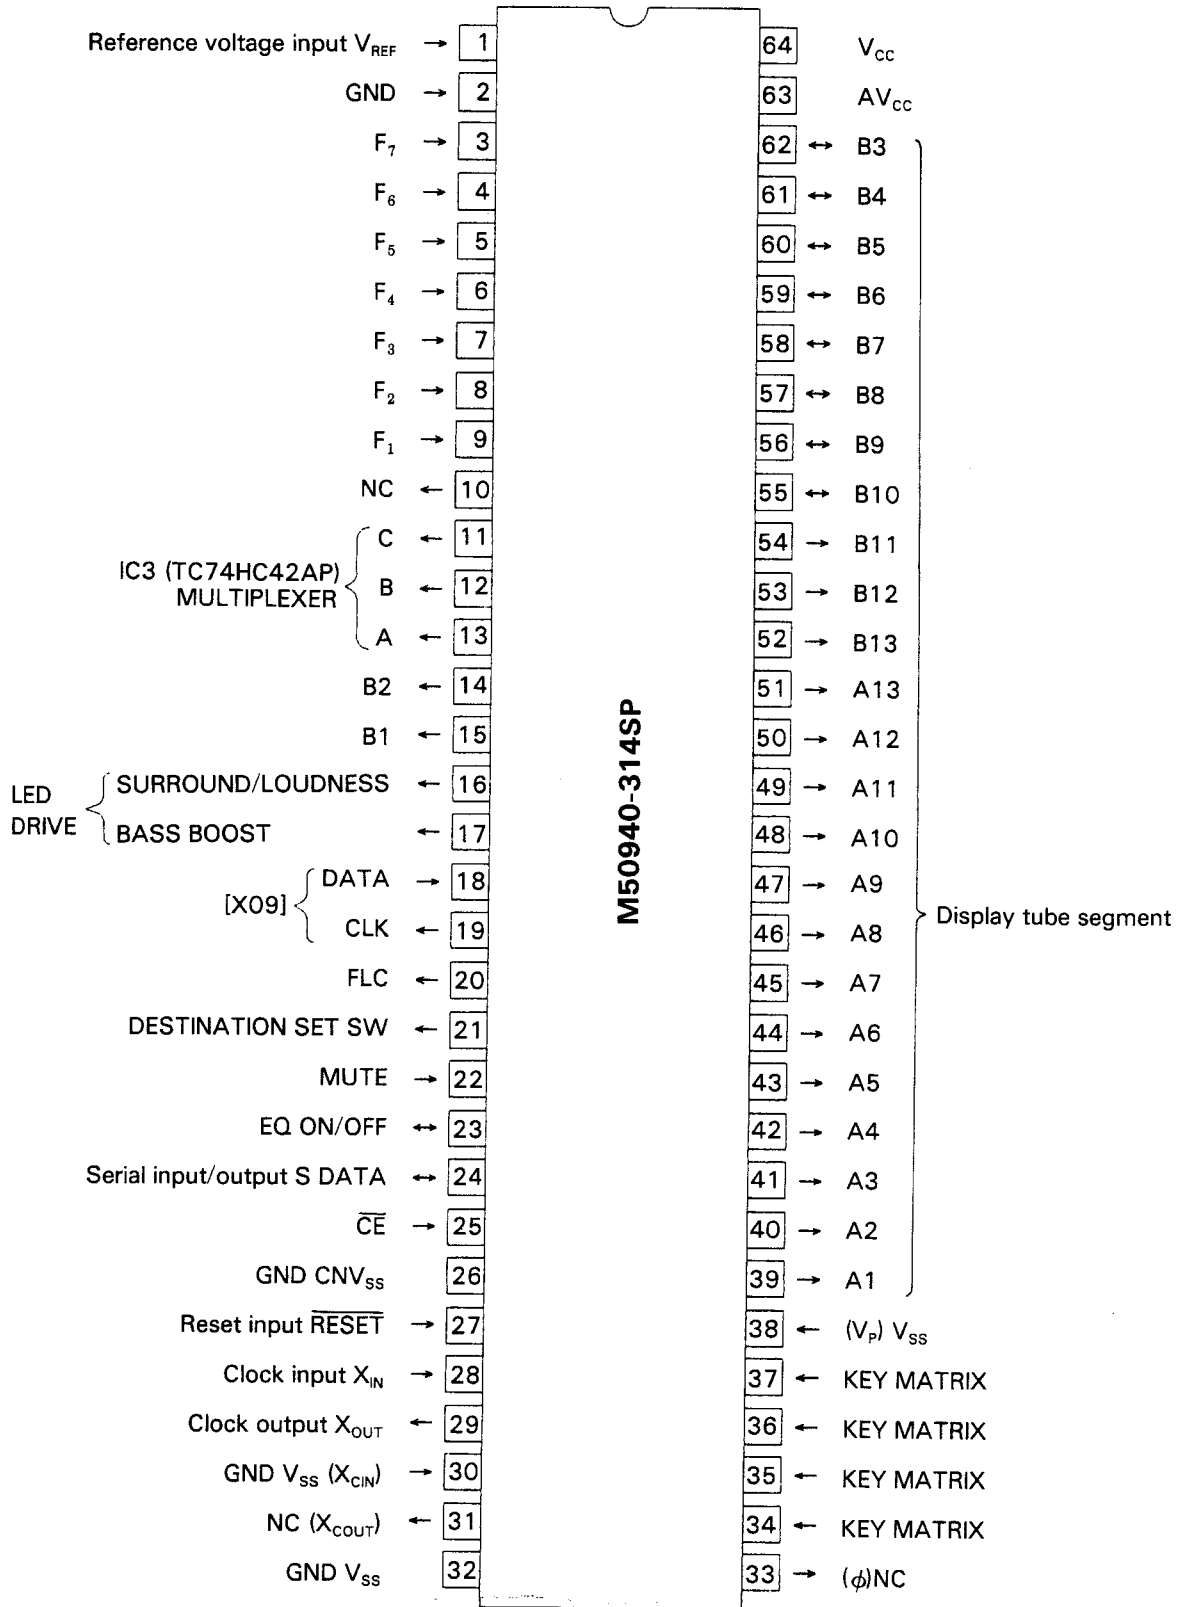 Reference voltage input VREF → 1
GND → 2
F7 → 3
F6 → 4
F5 → 5
F4 → 6
F3 → 7
F2 → 8
F1 → 9
NC ← 10
C ← 11
IC3 (TC74HC42AP)
MULTIPLEXER
B ← 12
A ← 13
B2 ← 14
B1 ← 15
LED
DRIVE
SURROUND/LOUDNESS ← 16
BASS BOOST ← 17
[X09]
DATA → 18
CLK ← 19
FLC ← 20
DESTINATION SET SW ← 21
MUTE → 22
EQ ON/OFF ↔ 23
Serial input/output S DATA ↔ 24
C̅E̅ → 25
GND CNVSS 26
Reset input R̅E̅S̅E̅T̅ → 27
Clock input XIN → 28
Clock output XOUT ← 29
GND VSS (XCIN) → 30
NC (XCOUT) ← 31
GND VSS 32
M50940-314SP
64 VCC
63 AVCC
62 ↔ B3
61 ↔ B4
60 ↔ B5
59 ↔ B6
58 ↔ B7
57 ↔ B8
56 ↔ B9
55 ↔ B10
54 → B11
53 → B12
52 → B13
51 → A13
50 → A12
49 → A11
48 → A10
47 → A9
46 → A8
45 → A7
44 → A6
43 → A5
42 → A4
41 → A3
40 → A2
39 → A1
Display tube segment
38 ← (VP) VSS
37 ← KEY MATRIX
36 ← KEY MATRIX
35 ← KEY MATRIX
34 ← KEY MATRIX
33 → (ϕ)NC